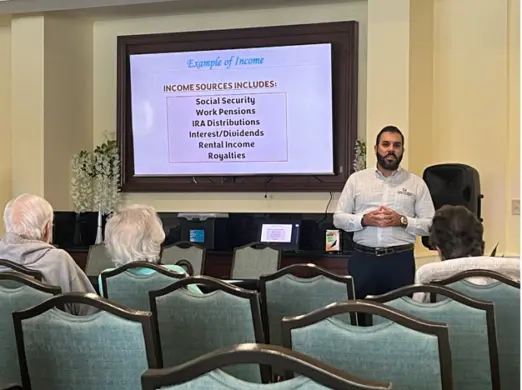 Example of Income
INCOME SOURCES INCLUDES:
Social Security
Work Pensions
IRA Distributions
Interest/Dividends
Rental Income
Royalties